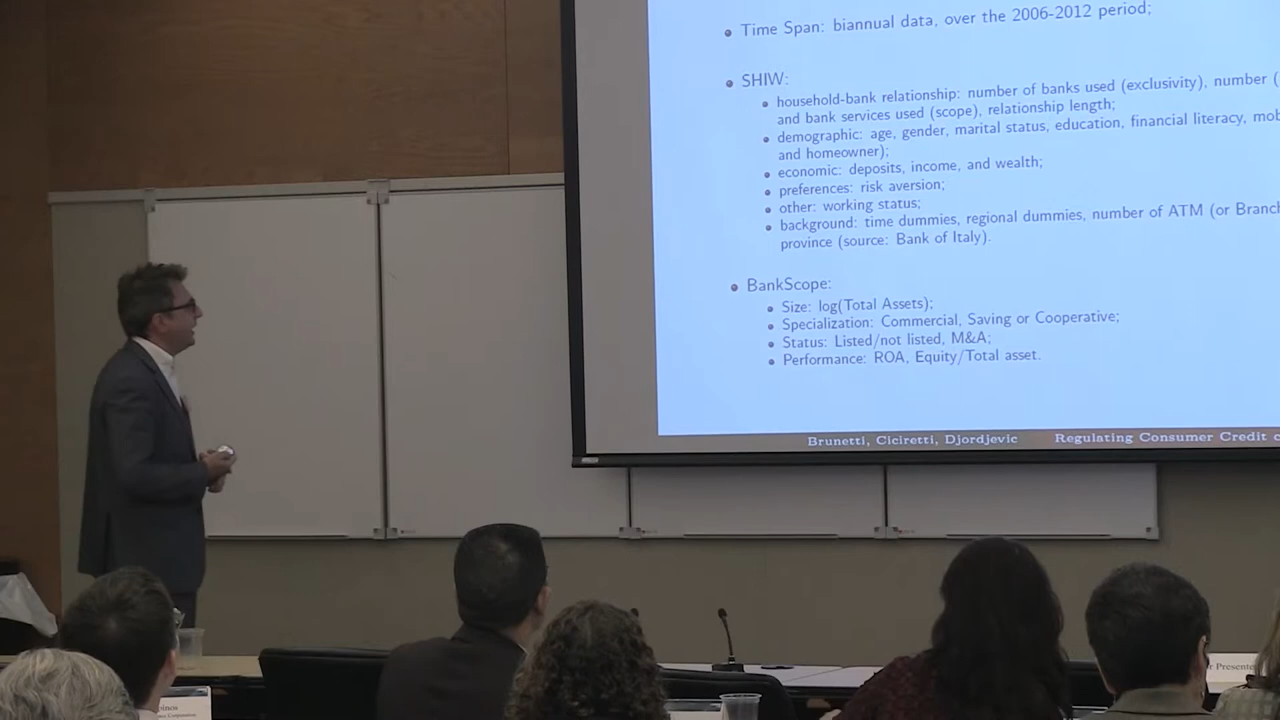 Time Span: biannual data, over the 2006-2012 period;
SHIW:
household-bank relationship: number of banks used (exclusivity), number (
and bank services used (scope), relationship length;
demographic: age, gender, marital status, education, financial literacy, mob
and homeowner);
economic: deposits, income, and wealth;
preferences: risk aversion;
other: working status;
background: time dummies, regional dummies, number of ATM (or Branch
province (source: Bank of Italy).
BankScope:
Size: log(Total Assets);
Specialization: Commercial, Saving or Cooperative;
Status: Listed/not listed, M&A;
Performance: ROA, Equity/Total asset.
Brunetti, Ciciretti, Djordjevic Regulating Consumer Credit